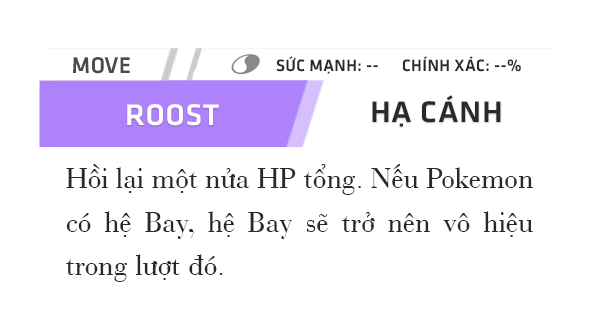 MOVE SỨC MẠNH: -- CHÍNH XÁC: --%
ROOST HẠ CÁNH
Hồi lại một nửa HP tổng. Nếu Pokemon
có hệ Bay, hệ Bay sẽ trở nên vô hiệu
trong lượt đó.